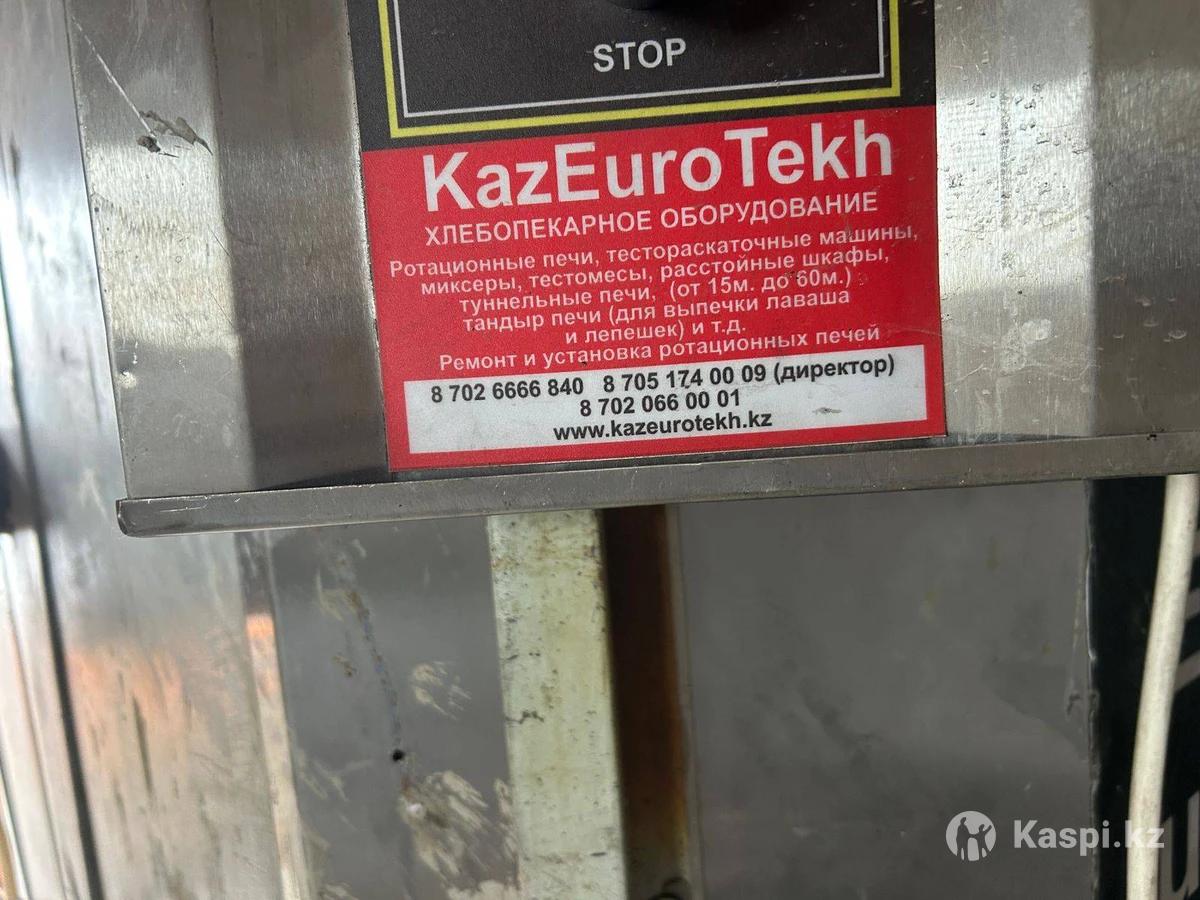 STOP
KazEuroTekh
ХЛЕБОПЕКАРНОЕ ОБОРУДОВАНИЕ
Ротационные печи, тестораскаточные машины,
миксеры, тестомесы, расстойные шкафы,
туннельные печи, (от 15м. до 60м.)
тандыр печи (для выпечки лаваша
и лепешек) и т.д.
Ремонт и установка ротационных печей
8 702 6666 840 8 705 174 00 09 (директор)
8 702 066 00 01
www.kazeurotekh.kz
Kaspi.kz